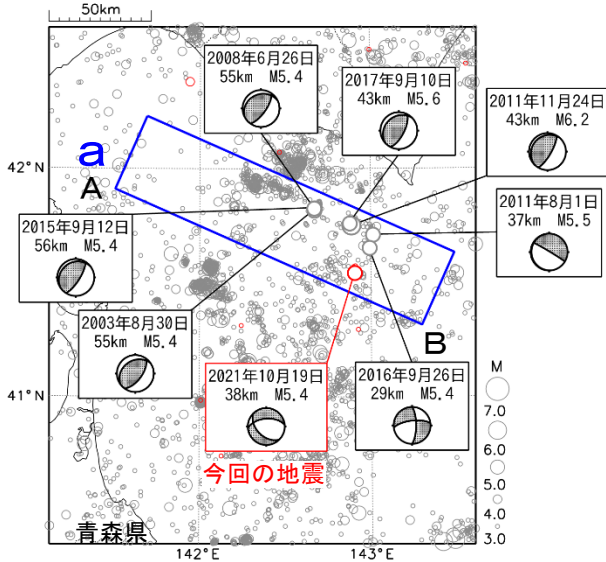 50km
2008年6月26日
55km M5.4
2017年9月10日
43km M5.6
2011年11月24日
43km M6.2
42°N
a
A
2011年8月1日
37km M5.5
2015年9月12日
56km M5.4
2003年8月30日
55km M5.4
B
2021年10月19日
38km M5.4
2016年9月26日
29km M5.4
41°N
今回の地震
M
7.0
6.0
5.0
4.0
3.0
青森県
142°E
143°E